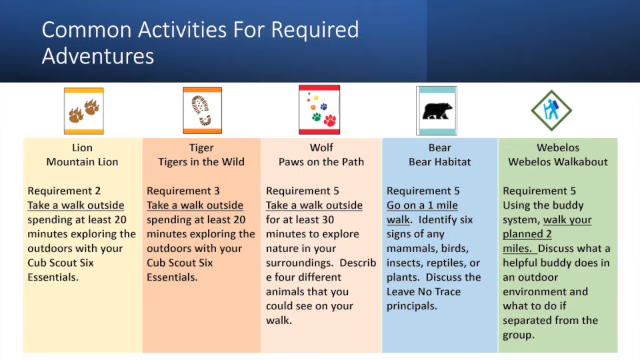 Common Activities For Required
Adventures
Lion
Mountain Lion
Requirement 2
Take a walk outside
spending at least 20
minutes exploring the
outdoors with your
Cub Scout Six
Essentials.
Tiger
Tigers in the Wild
Requirement 3
Take a walk outside
spending at least 20
minutes exploring the
outdoors with your
Cub Scout Six
Essentials.
Wolf
Paws on the Path
Requirement 5
Take a walk outside
for at least 30
minutes to explore
nature in your
surroundings. Describ
e four different
animals that you
could see on your
walk.
Bear
Bear Habitat
Requirement 5
Go on a 1 mile
walk. Identify six
signs of any
mammals, birds,
insects, reptiles, or
plants. Discuss the
Leave No Trace
principals.
Webelos
Webelos Walkabout
Requirement 5
Using the buddy
system, walk your
planned 2
miles. Discuss what a
helpful buddy does in
an outdoor
environment and
what to do if
separated from the
group.